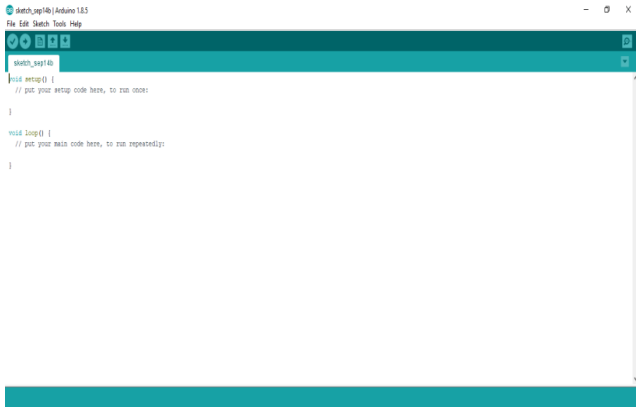 sketch_sep14b | Arduino 1.8.5
File Edit Sketch Tools Help
sketch_sep14b
void setup() {
  // put your setup code here, to run once:
}
void loop() {
  // put your main code here, to run repeatedly:
}